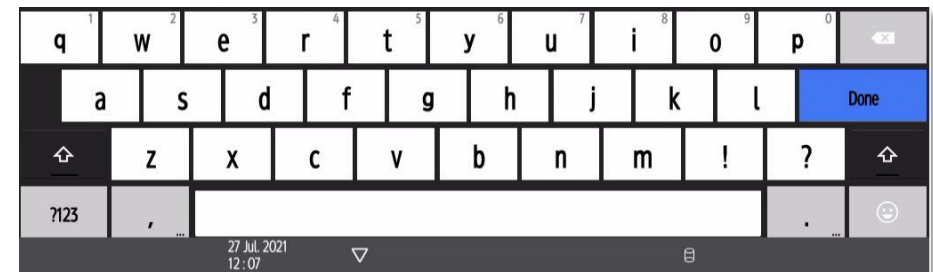 1 2 3 4 5 6 7 8 9 0
q w e r t y u i o p
a s d f g h j k l Done
z x c v b n m ! ?
?123 , ... . ...
27 Jul. 2021
12:07